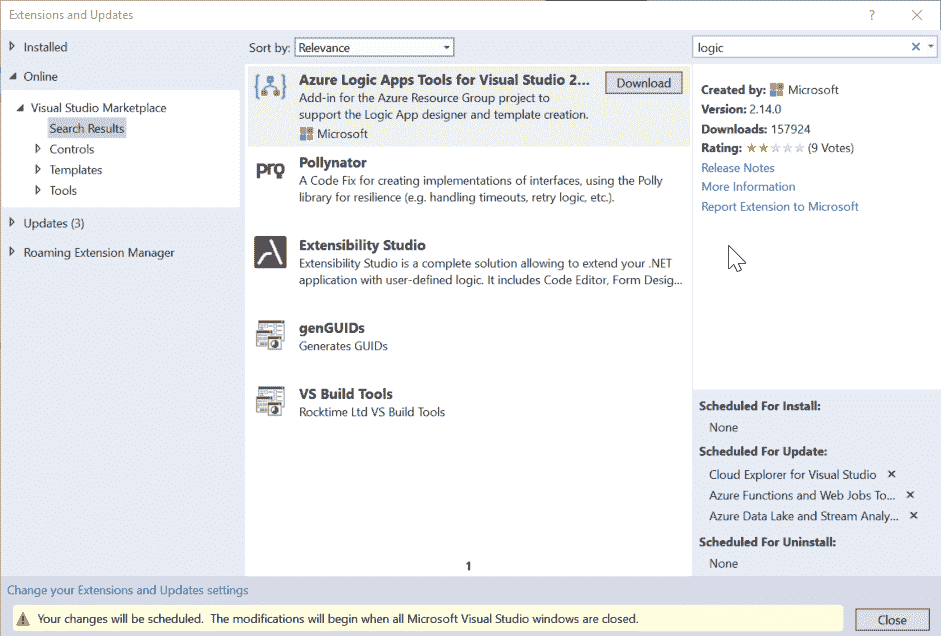 Extensions and Updates
?
Installed
Online
Visual Studio Marketplace
Search Results
Controls
Templates
Tools
Updates (3)
Roaming Extension Manager
Sort by: Relevance
Azure Logic Apps Tools for Visual Studio 2...
Download
Add-in for the Azure Resource Group project to
support the Logic App designer and template creation.
Microsoft
Pollynator
A Code Fix for creating implementations of interfaces, using the Polly
library for resilience (e.g. handling timeouts, retry logic, etc.).
Extensibility Studio
Extensibility Studio is a complete solution allowing to extend your .NET
application with user-defined logic. It includes Code Editor, Form Desig...
genGUIDs
Generates GUIDs
VS Build Tools
Rocktime Ltd VS Build Tools
1
logic
Created by: Microsoft
Version: 2.14.0
Downloads: 157924
Rating: (9 Votes)
Release Notes
More Information
Report Extension to Microsoft
Scheduled For Install:
None
Scheduled For Update:
Cloud Explorer for Visual Studio
Azure Functions and Web Jobs To...
Azure Data Lake and Stream Analy...
Scheduled For Uninstall:
None
Change your Extensions and Updates settings
Your changes will be scheduled. The modifications will begin when all Microsoft Visual Studio windows are closed.
Close